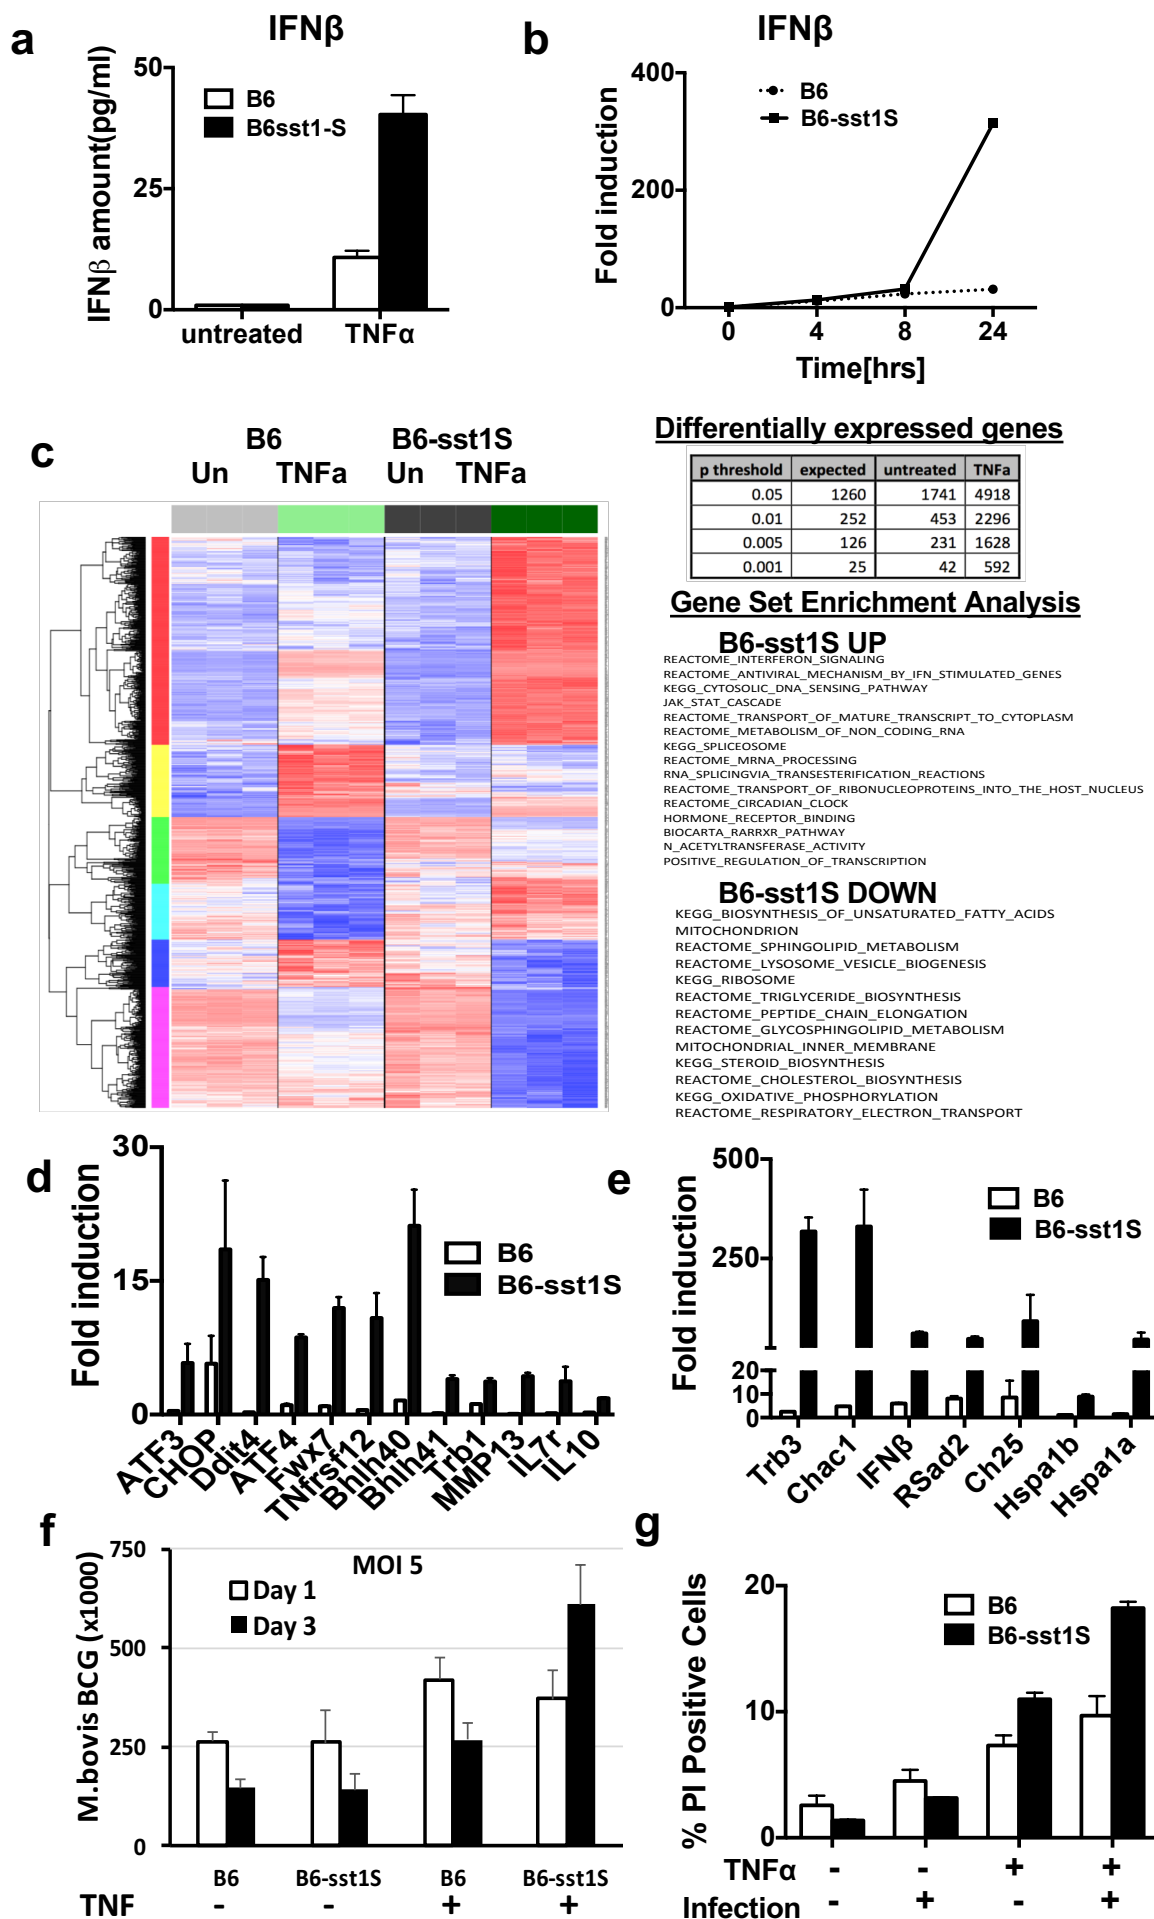 a
IFNβ
IFNβ amount(pg/ml)
50
25
0
B6
B6sst1-S
untreated
TNFα
b
IFNβ
Fold induction
400
200
0
B6
B6-sst1S
0
4
8
24
Time[hrs]
c
B6
B6-sst1S
Un
TNFa
Un
TNFa
Differentially expressed genes
p threshold expected untreated TNFa
0.05 1260 1741 4918
0.01 252 453 2296
0.005 126 231 1628
0.001 25 42 592
Gene Set Enrichment Analysis
B6-sst1S UP
REACTOME_INTERFERON_SIGNALING
REACTOME_ANTIVIRAL_MECHANISM_BY_IFN_STIMULATED_GENES
KEGG_CYTOSOLIC_DNA_SENSING_PATHWAY
JAK_STAT_CASCADE
REACTOME_TRANSPORT_OF_MATURE_TRANSCRIPT_TO_CYTOPLASM
REACTOME_METABOLISM_OF_NON_CODING_RNA
KEGG_SPLICEOSOME
REACTOME_MRNA_PROCESSING
RNA_SPLICINGVIA_TRANSESTERIFICATION_REACTIONS
REACTOME_TRANSPORT_OF_RIBONUCLEOPROTEINS_INTO_THE_HOST_NUCLEUS
REACTOME_CIRCADIAN_CLOCK
HORMONE_RECEPTOR_BINDING
BIOCARTA_RARRXR_PATHWAY
N_ACETYLTRANSFERASE_ACTIVITY
POSITIVE_REGULATION_OF_TRANSCRIPTION
B6-sst1S DOWN
KEGG_BIOSYNTHESIS_OF_UNSATURATED_FATTY_ACIDS
MITOCHONDRION
REACTOME_SPHINGOLIPID_METABOLISM
REACTOME_LYSOSOME_VESICLE_BIOGENESIS
KEGG_RIBOSOME
REACTOME_TRIGLYCERIDE_BIOSYNTHESIS
REACTOME_PEPTIDE_CHAIN_ELONGATION
REACTOME_GLYCOSPHINGOLIPID_METABOLISM
MITOCHONDRIAL_INNER_MEMBRANE
KEGG_STEROID_BIOSYNTHESIS
REACTOME_CHOLESTEROL_BIOSYNTHESIS
KEGG_OXIDATIVE_PHOSPHORYLATION
REACTOME_RESPIRATORY_ELECTRON_TRANSPORT
d
Fold induction
30
15
0
B6
B6-sst1S
ATF3
CHOP
Ddit4
ATF4
Fwx7
TNfrsf12
Bhlh40
Bhlh41
Trb1
MMP13
IL7r
IL10
e
Fold induction
500
250
20
10
0
B6
B6-sst1S
Trb3
Chac1
IFNβ
RSad2
Ch25
Hspa1b
Hspa1a
f
M.bovis BCG (x1000)
750
500
250
0
MOI 5
Day 1
Day 3
B6 B6-sst1S B6 B6-sst1S
TNF - - + +
g
% PI Positive Cells
20
10
0
B6
B6-sst1S
TNFα - - + +
Infection - + - +